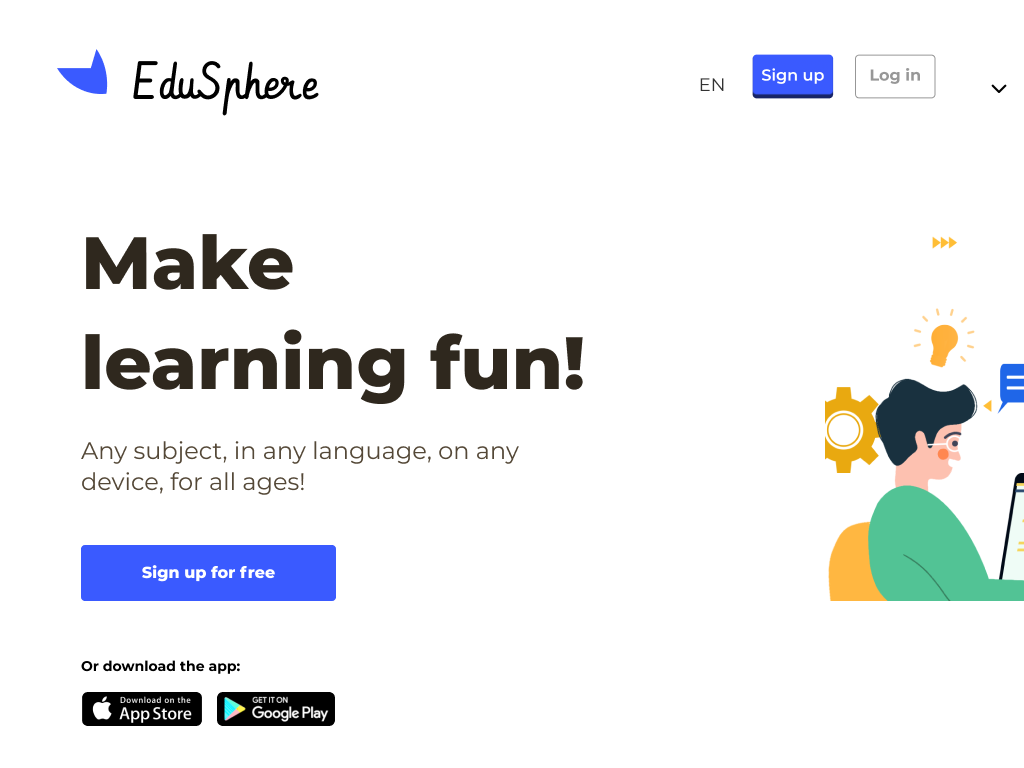 EduSphere
EN
Sign up
Log in
Make
learning fun!
Any subject, in any language, on any
device, for all ages!
Sign up for free
Or download the app:
Download on the
App Store
GET IT ON
Google Play